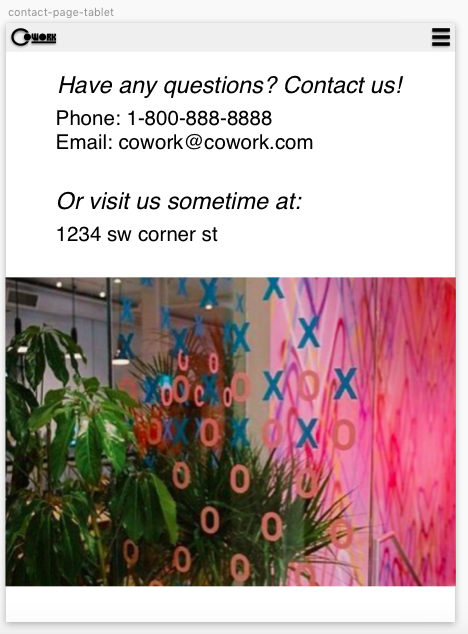 contact-page-tablet
COWORK
Have any questions? Contact us!
Phone: 1-800-888-8888
Email: cowork@cowork.com
Or visit us sometime at:
1234 sw corner st